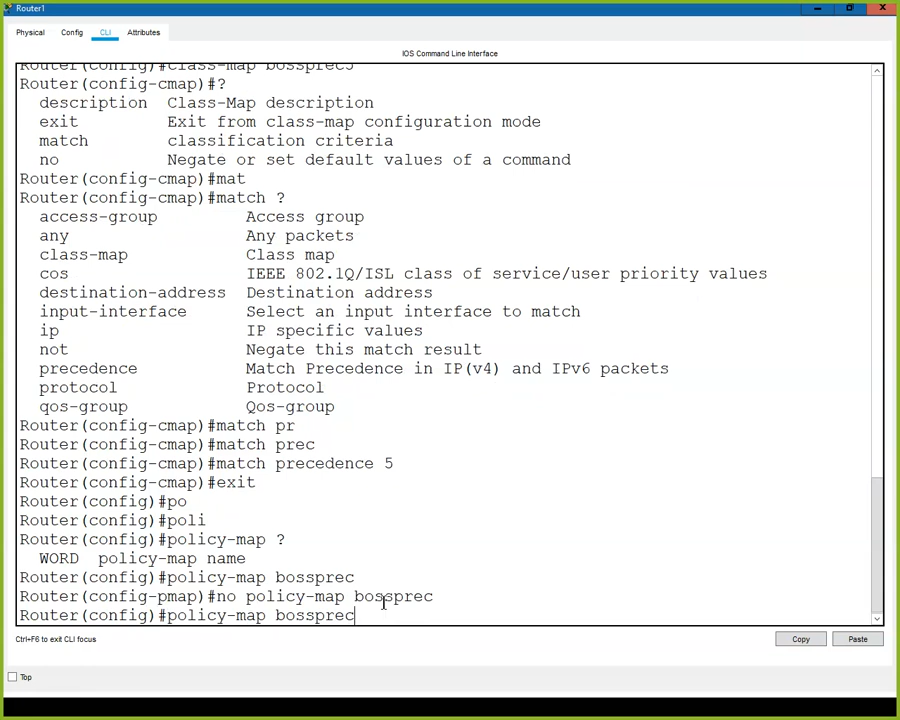 Router1
Physical Config CLI Attributes
IOS Command Line Interface
Router(config)#class-map bossprec5
Router(config-cmap)#?
description Class-Map description
exit Exit from class-map configuration mode
match classification criteria
no Negate or set default values of a command
Router(config-cmap)#mat
Router(config-cmap)#match ?
access-group Access group
any Any packets
class-map Class map
cos IEEE 802.1Q/ISL class of service/user priority values
destination-address Destination address
input-interface Select an input interface to match
ip IP specific values
not Negate this match result
precedence Match Precedence in IP(v4) and IPv6 packets
protocol Protocol
qos-group Qos-group
Router(config-cmap)#match pr
Router(config-cmap)#match prec
Router(config-cmap)#match precedence 5
Router(config-cmap)#exit
Router(config)#po
Router(config)#poli
Router(config)#policy-map ?
WORD policy-map name
Router(config)#policy-map bossprec
Router(config-pmap)#no policy-map bossprec
Router(config)#policy-map bossprec
Ctrl+F6 to exit CLI focus
Copy Paste
Top